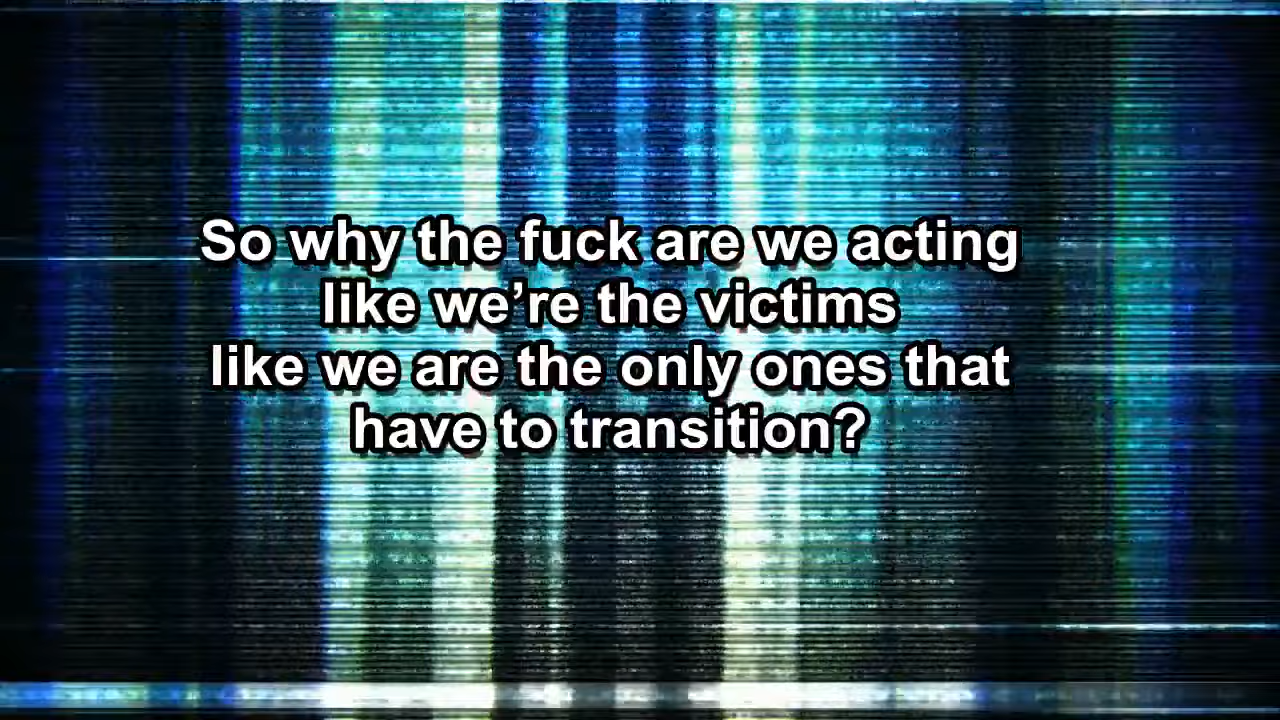 So why the fuck are we acting
like we’re the victims
like we are the only ones that
have to transition?